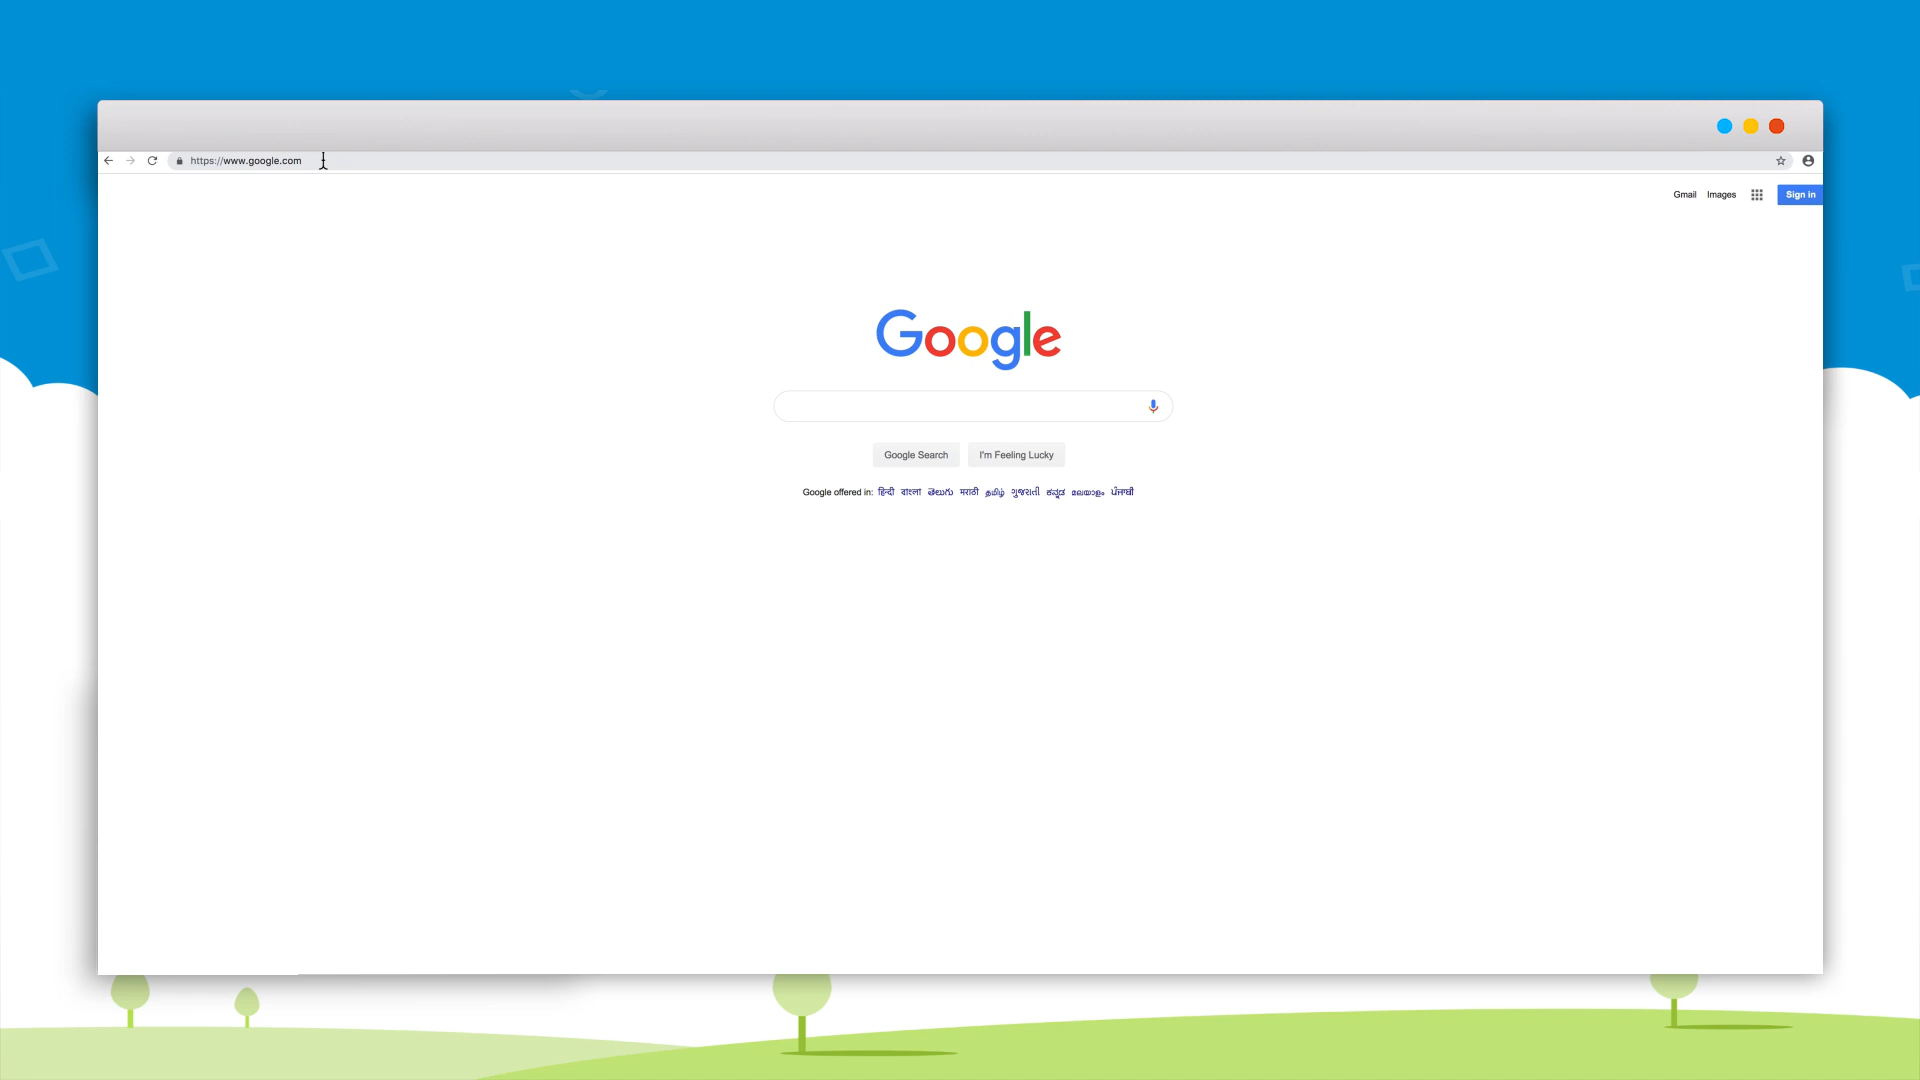 https://www.google.com
Gmail Images Sign in
Google
Google Search I'm Feeling Lucky
Google offered in: हिन्दी বাংলা తెలుగు मराठी தமிழ் ગુજરાતી ಕನ್ನಡ മലയാളം ਪੰਜਾਬੀ